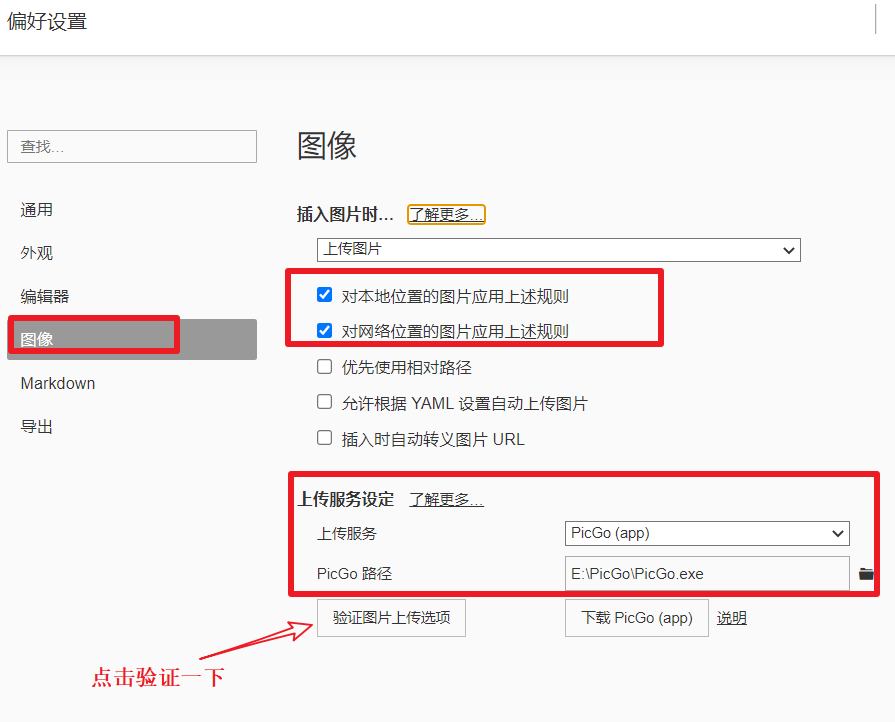 偏好设置
查找...
通用
外观
编辑器
图像
Markdown
导出
图像
插入图片时... 了解更多...
上传图片
对本地位置的图片应用上述规则
对网络位置的图片应用上述规则
优先使用相对路径
允许根据 YAML 设置自动上传图片
插入时自动转义图片 URL
上传服务设定 了解更多...
上传服务 PicGo (app)
PicGo 路径 E:\PicGo\PicGo.exe
验证图片上传选项 下载 PicGo (app) 说明
点击验证一下